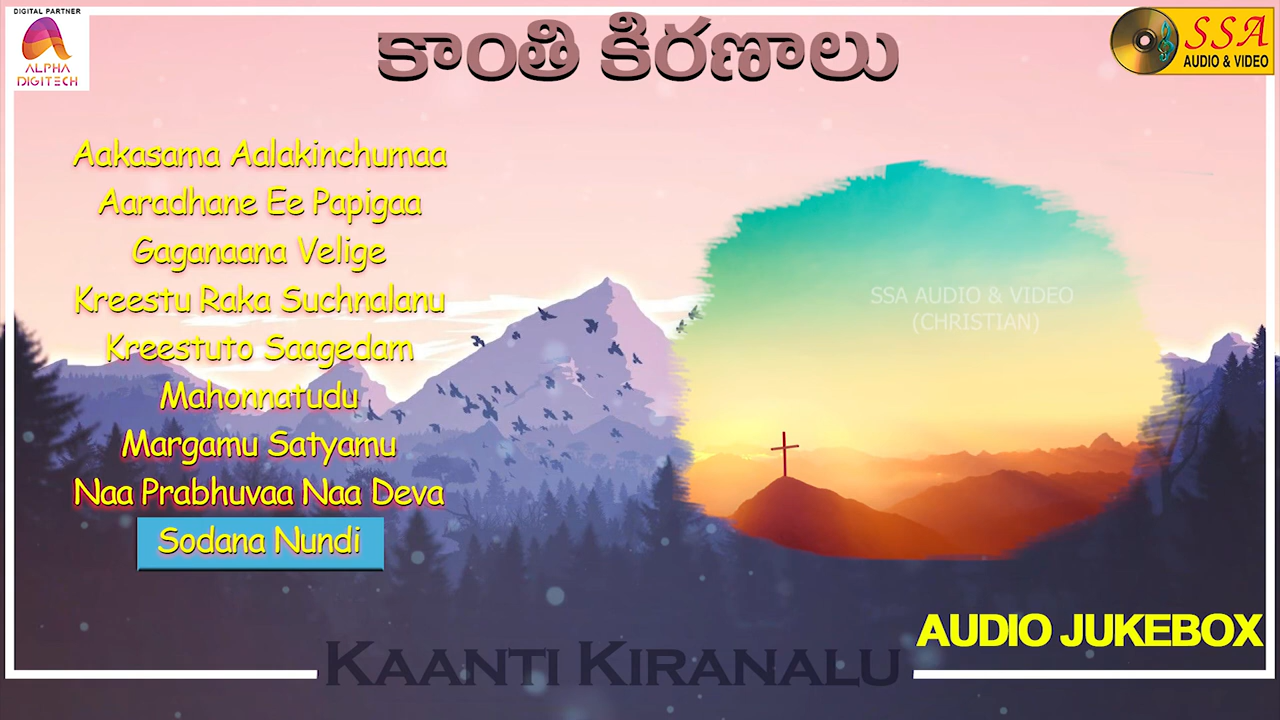 DIGITAL PARTNER
ALPHA
DIGITECH
కాంతి కిరణాలు
SSA
AUDIO & VIDEO
Aakasama Aalakinchumaa
Aaradhane Ee Papigaa
Gaganaana Velige
Kreestu Raka Suchnalanu
Kreestuto Saagedam
Mahonnatudu
Margamu Satyamu
Naa Prabhuvaa Naa Deva
Sodana Nundi
SSA AUDIO & VIDEO
(CHRISTIAN)
AUDIO JUKEBOX
KAANTI KIRANALU